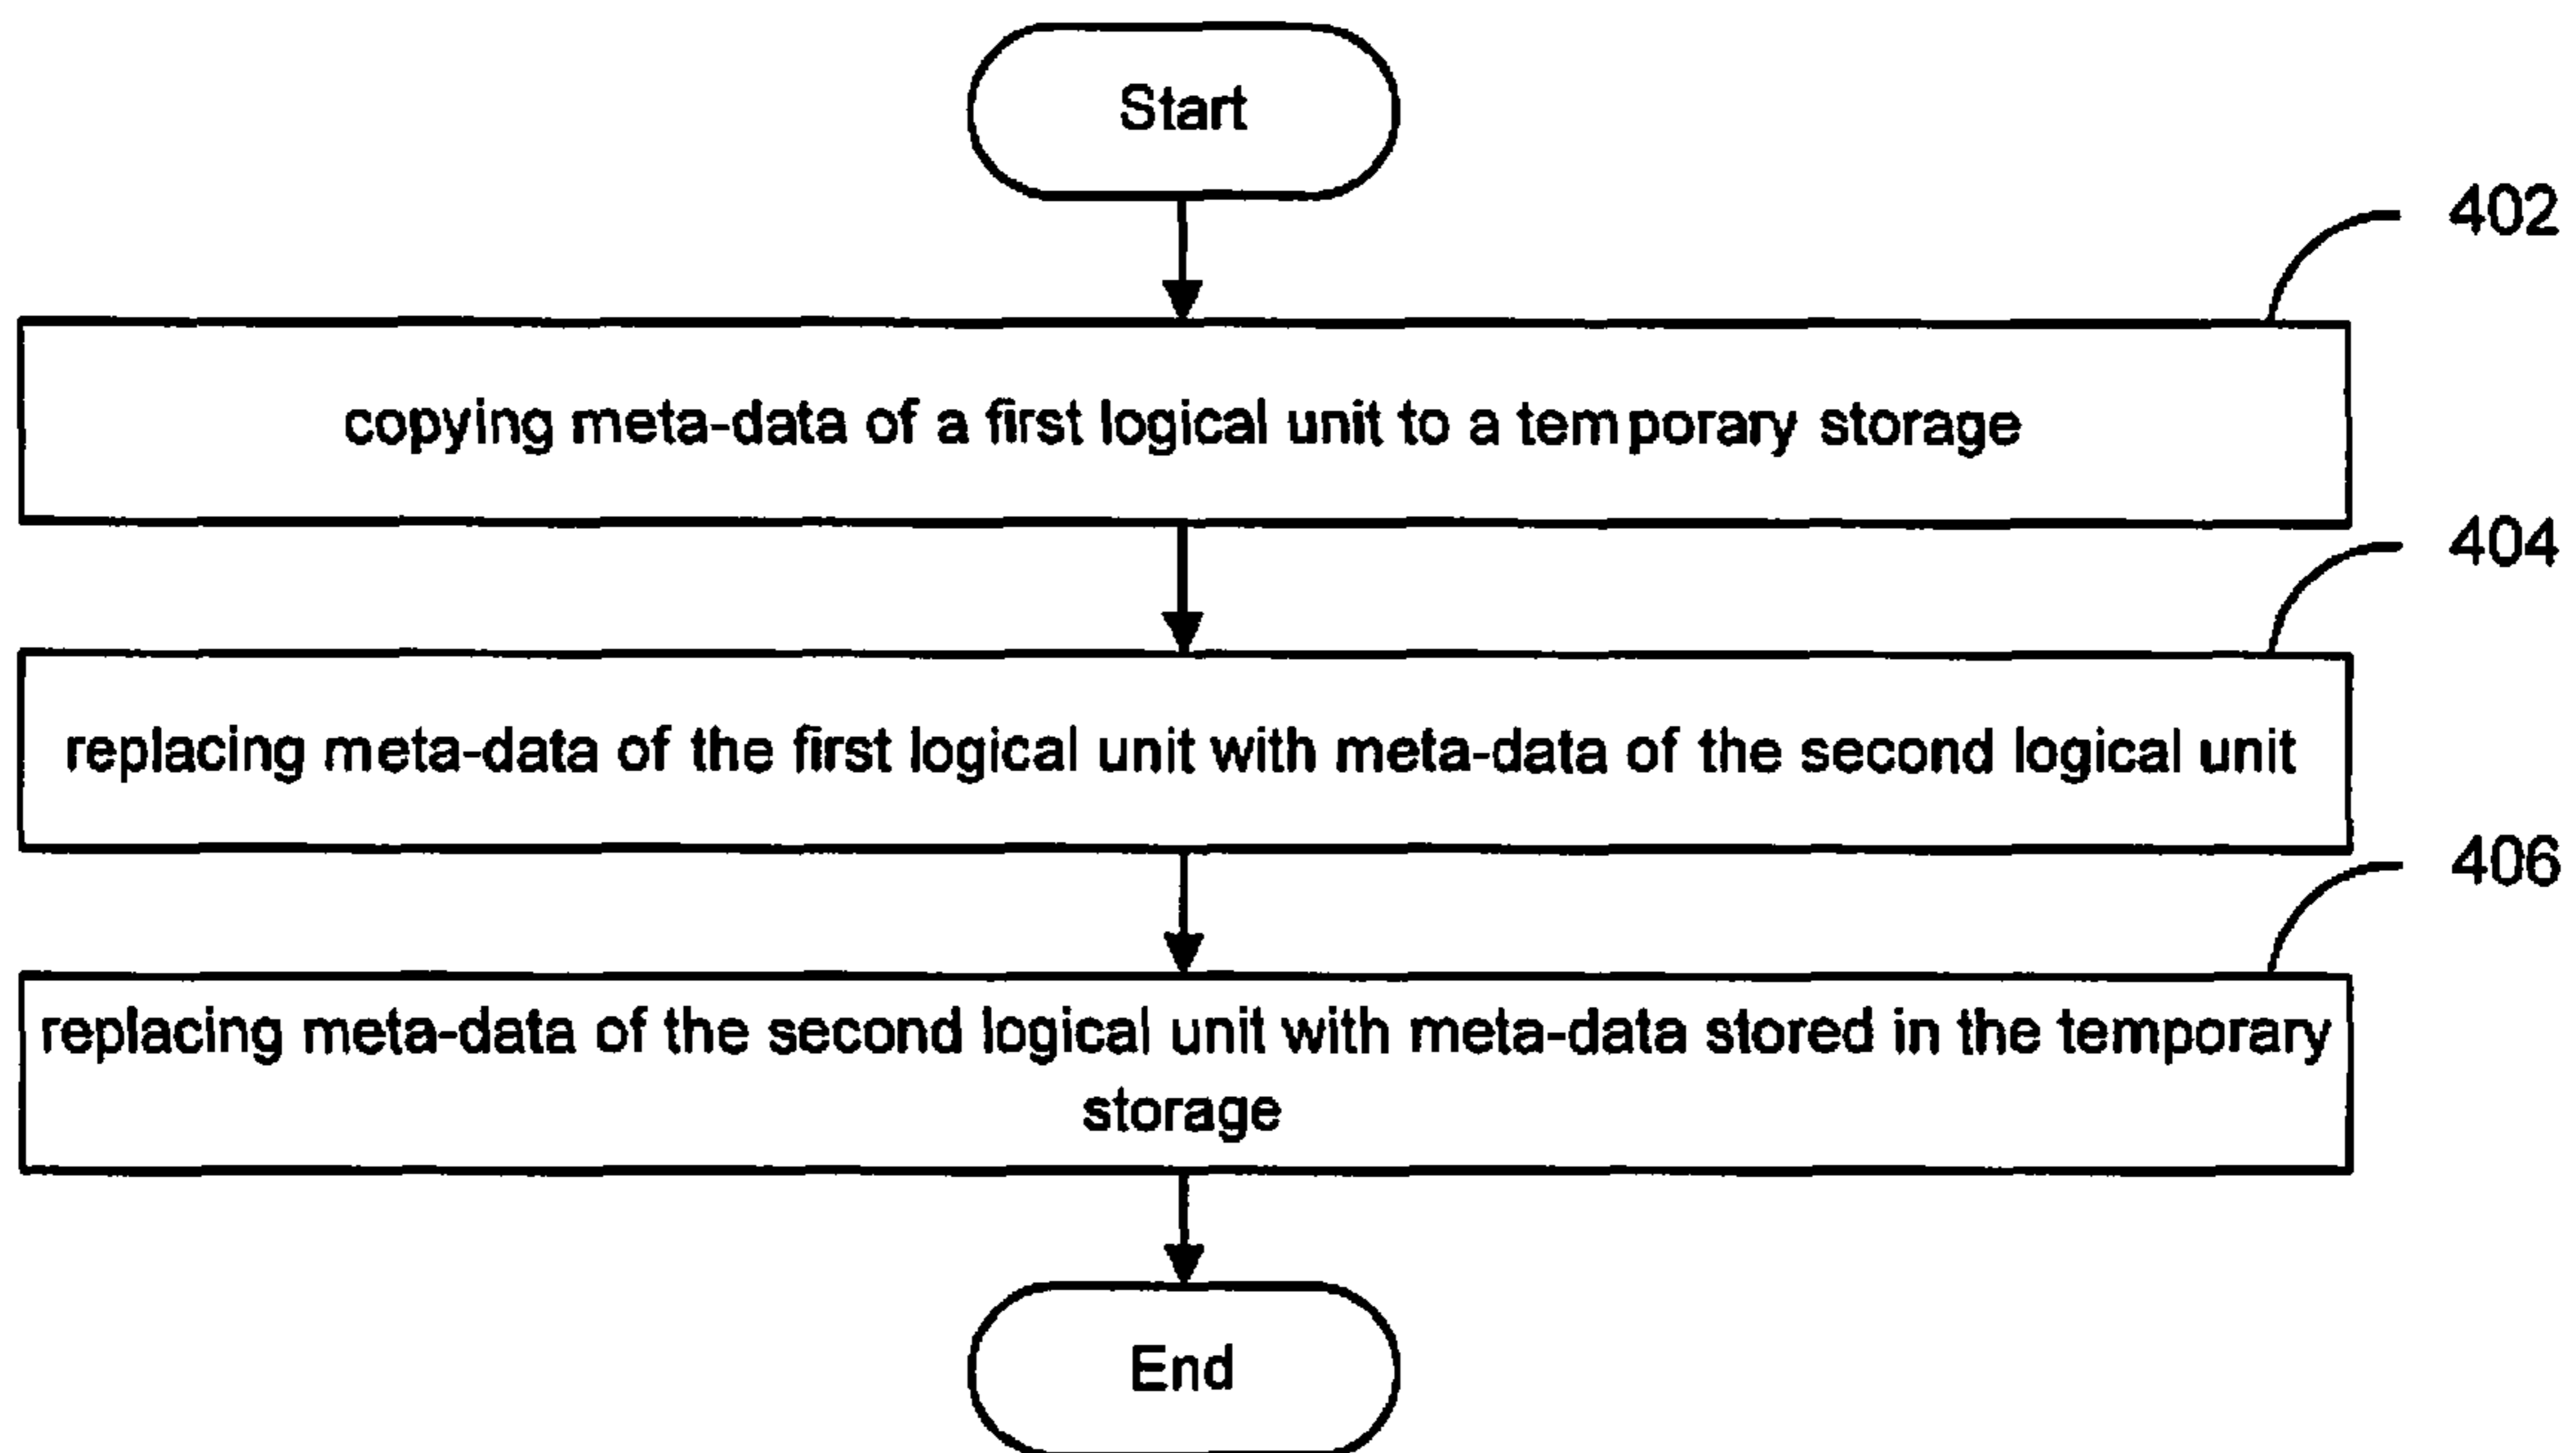 Start
402
copying meta-data of a first logical unit to a temporary storage
404
replacing meta-data of the first logical unit with meta-data of the second logical unit
406
replacing meta-data of the second logical unit with meta-data stored in the temporary
storage
End